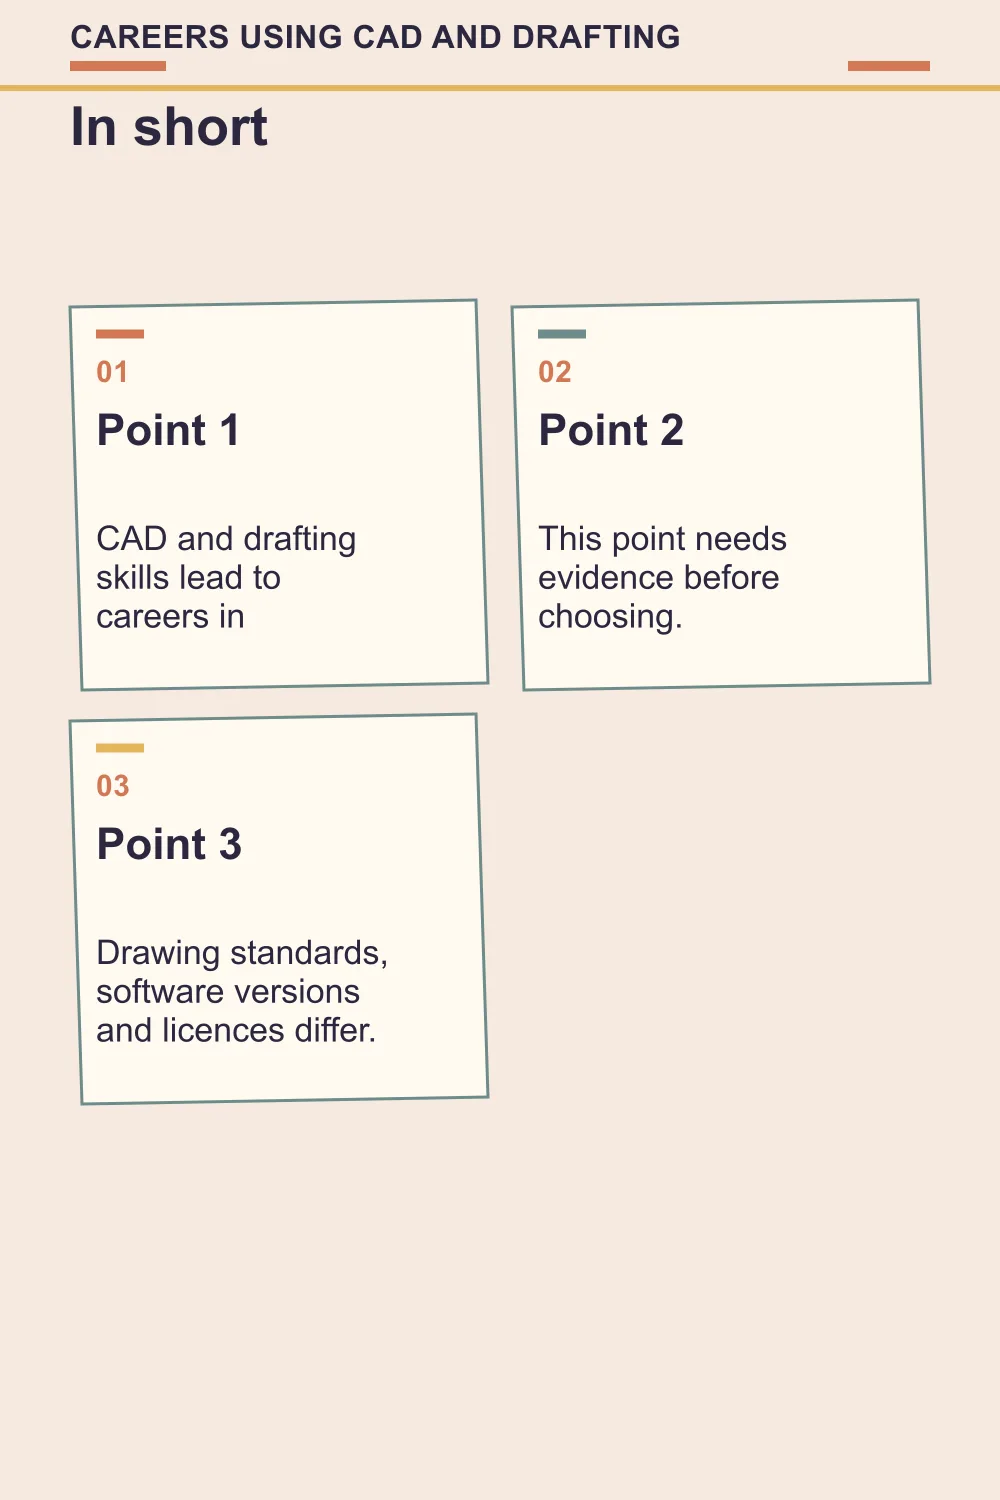 CAREERS USING CAD AND DRAFTING
In short
01
Point 1
CAD and drafting
skills lead to
careers in
02
Point 2
This point needs
evidence before
choosing.
03
Point 3
Drawing standards,
software versions
and licences differ.